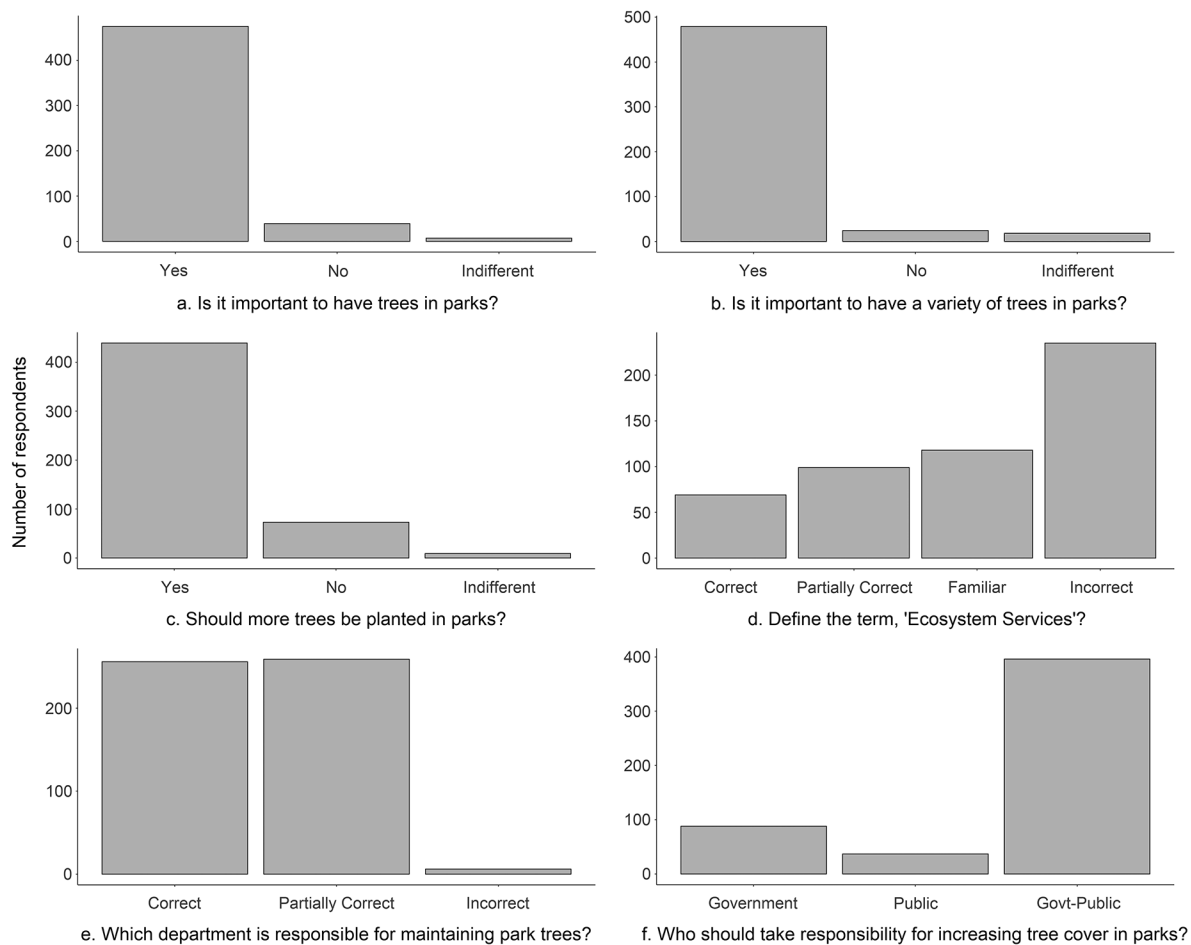 400
300
200
100
0
Yes No Indifferent
a. Is it important to have trees in parks?
500
400
300
200
100
0
Yes No Indifferent
b. Is it important to have a variety of trees in parks?
Number of respondents
400
300
200
100
0
Yes No Indifferent
c. Should more trees be planted in parks?
200
150
100
50
0
Correct Partially Correct Familiar Incorrect
d. Define the term, 'Ecosystem Services'?
200
100
0
Correct Partially Correct Incorrect
e. Which department is responsible for maintaining park trees?
400
300
200
100
0
Government Public Govt-Public
f. Who should take responsibility for increasing tree cover in parks?